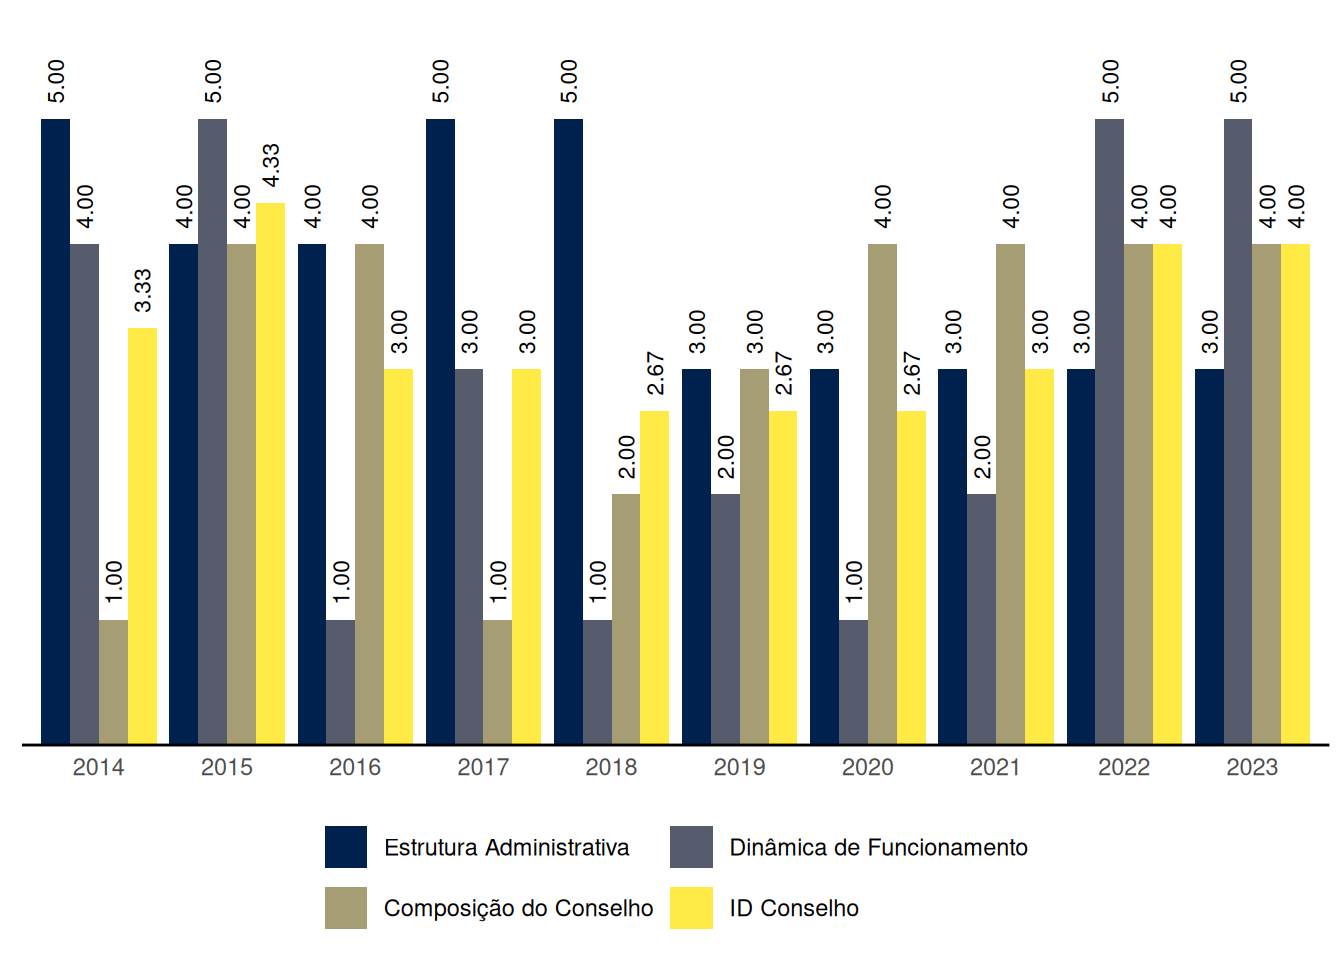 5.00 4.00 1.00 3.33 4.00 5.00 4.00 4.33 4.00 1.00 4.00 3.00 5.00 3.00 1.00 3.00 5.00 1.00 2.00 2.67 3.00 2.00 3.00 2.67 3.00 1.00 4.00 2.67 3.00 2.00 4.00 3.00 3.00 5.00 4.00 4.00 3.00 5.00 4.00 4.00
2014 2015 2016 2017 2018 2019 2020 2021 2022 2023
Estrutura Administrativa Dinâmica de Funcionamento
Composição do Conselho ID Conselho